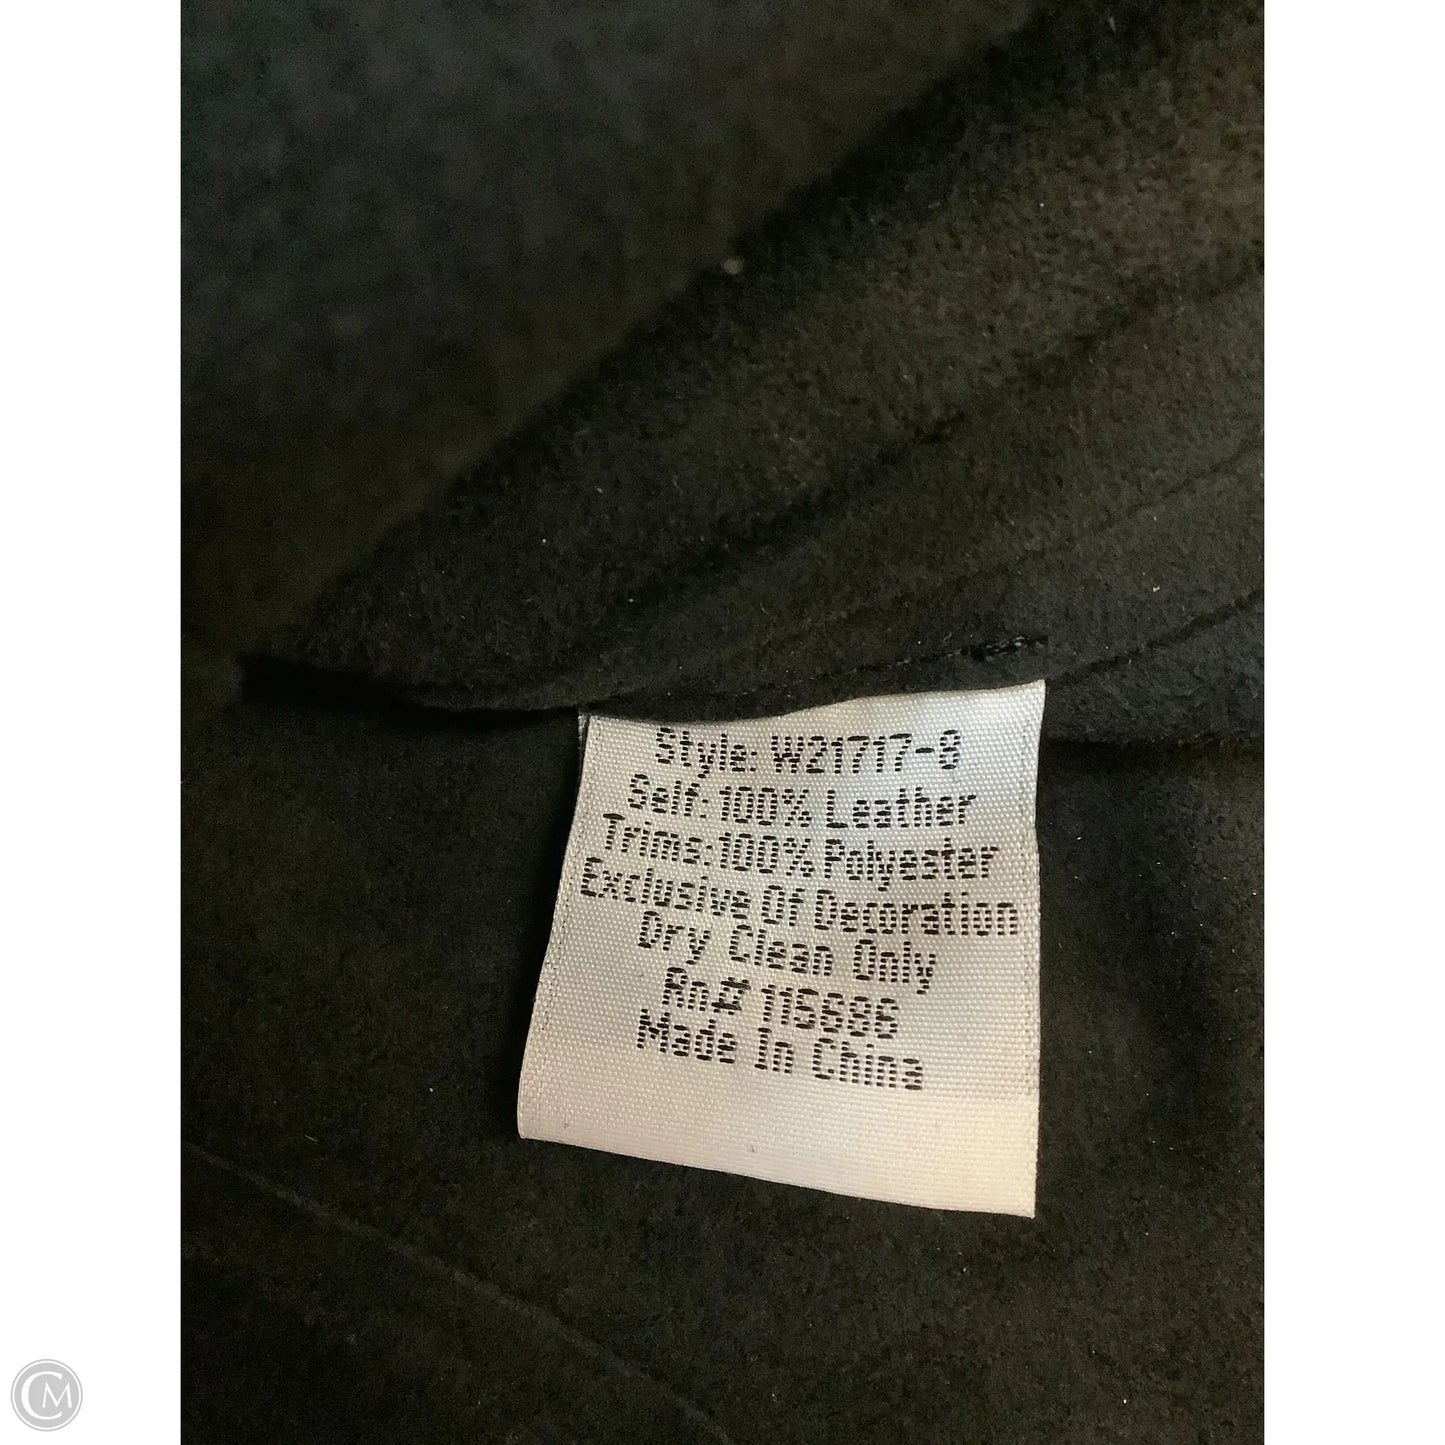 Style: W21717-8
Self: 100% Leather
Trims: 100% Polyester
Exclusive Of Decoration
Dry Clean Only
Rn# 115686
Made In China
CM